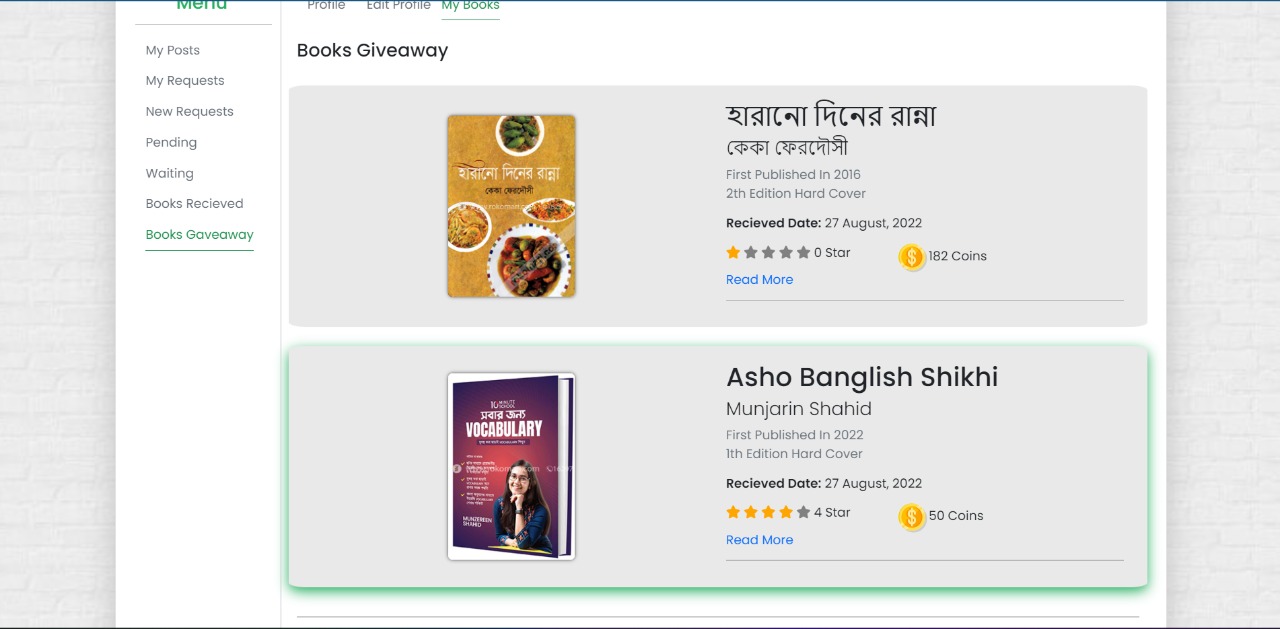 Menu
Profile Edit Profile My Books
My Posts
My Requests
New Requests
Pending
Waiting
Books Recieved
Books Gaveaway
Books Giveaway
হারানো দিনের রান্না
কেকা ফেরদৌসী
হারানো দিনের রান্না
কেকা ফেরদৌসী
First Published In 2016
2th Edition Hard Cover
Recieved Date: 27 August, 2022
0 Star 182 Coins
Read More
10 MINUTE SCHOOL
সবার জন্য
VOCABULARY
MUNZEREEN
SHAHID
Asho Banglish Shikhi
Munjarin Shahid
First Published In 2022
1th Edition Hard Cover
Recieved Date: 27 August, 2022
4 Star 50 Coins
Read More